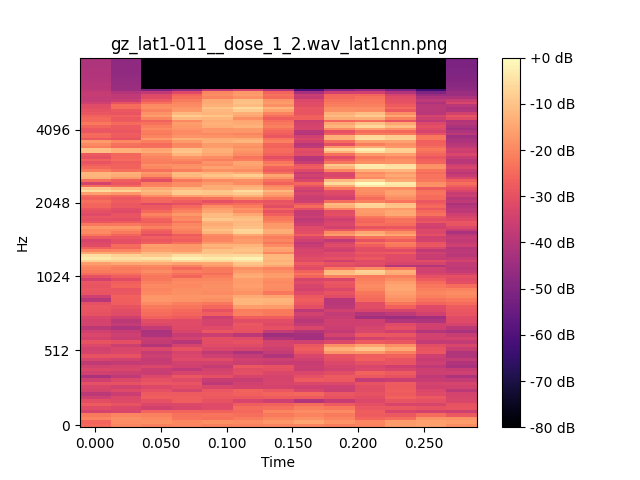 gz_lat1-011__dose_1_2.wav_lat1cnn.png
4096
2048
1024
512
0
Hz
0.000
0.050
0.100
0.150
0.200
0.250
Time
+0 dB
-10 dB
-20 dB
-30 dB
-40 dB
-50 dB
-60 dB
-70 dB
-80 dB